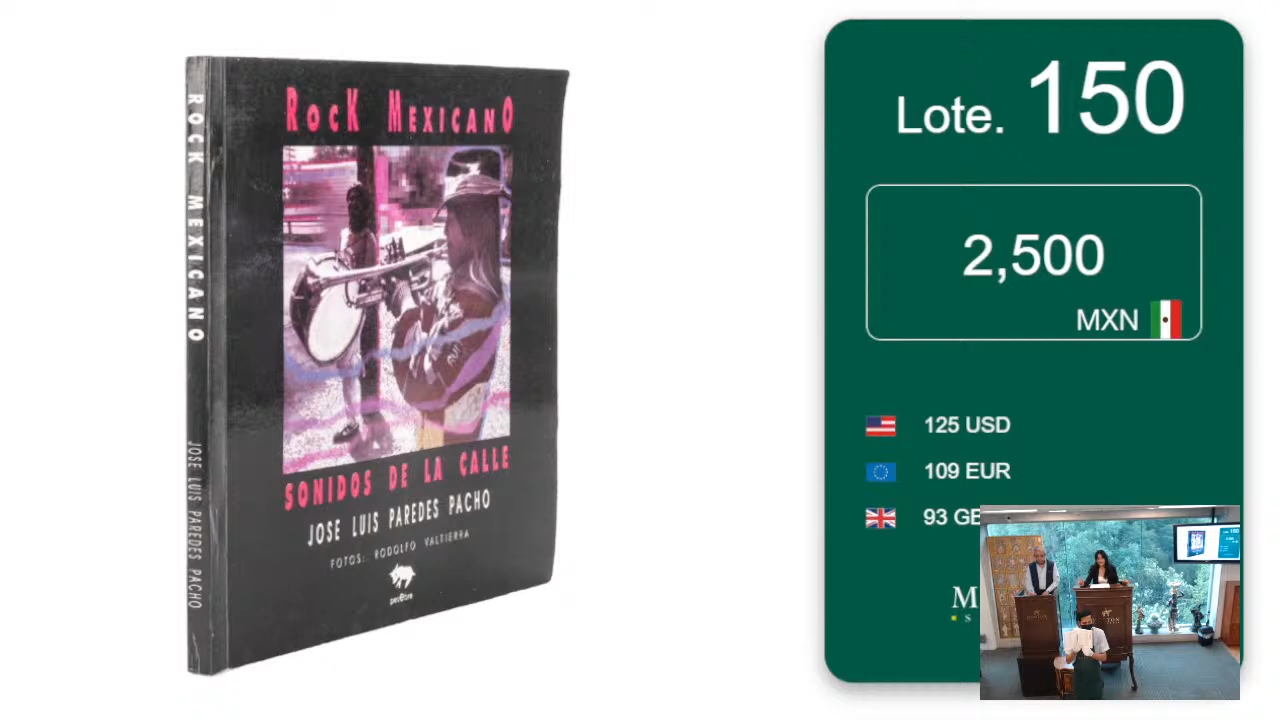 ROCK MEXICANO
JOSE LUIS PAREDES PACHO
ROCK MEXICANO
SONIDOS DE LA CALLE
JOSE LUIS PAREDES PACHO
FOTOS: RODOLFO VALTIERRA
Lote. 150
2,500
MXN
125 USD
109 EUR
93 GB
M
S